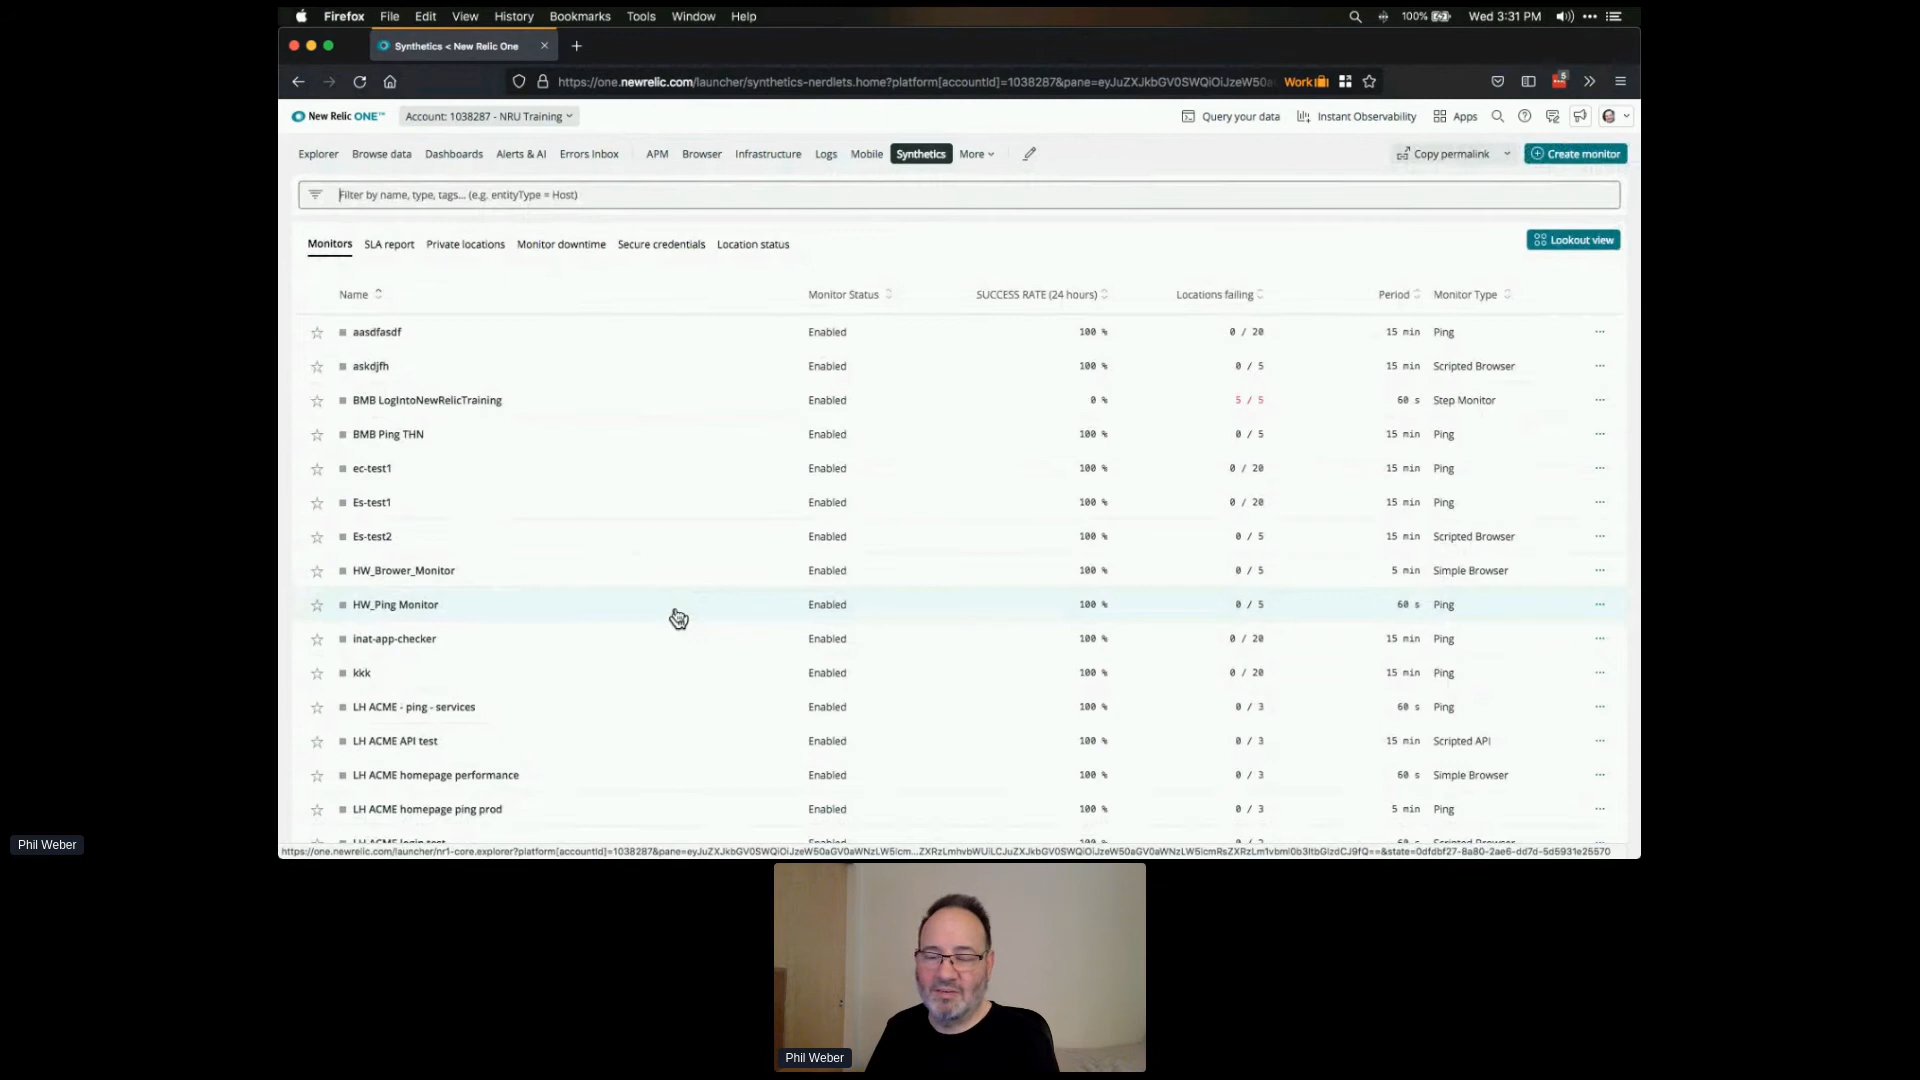 Firefox File Edit View History Bookmarks Tools Window Help 100% Wed 3:31 PM
Synthetics < New Relic One
https://one.newrelic.com/launcher/synthetics-nerdlets.home?platform[accountId]=1038287&pane=eyJuZXJkbGV0SWQiOiJzeW50a Work
New Relic ONE™ Account: 1038287 - NRU Training Query your data Instant Observability Apps
Explorer Browse data Dashboards Alerts & AI Errors Inbox APM Browser Infrastructure Logs Mobile Synthetics More Copy permalink Create monitor
Filter by name, type, tags... (e.g. entityType = Host)
Monitors SLA report Private locations Monitor downtime Secure credentials Location status Lookout view
Name Monitor Status SUCCESS RATE (24 hours) Locations failing Period Monitor Type
aasdfasdf Enabled 100 % 0 / 20 15 min Ping ...
askdjfh Enabled 100 % 0 / 5 15 min Scripted Browser ...
BMB LogIntoNewRelicTraining Enabled 0 % 5 / 5 60 s Step Monitor ...
BMB Ping THN Enabled 100 % 0 / 5 15 min Ping ...
ec-test1 Enabled 100 % 0 / 20 15 min Ping ...
Es-test1 Enabled 100 % 0 / 20 15 min Ping ...
Es-test2 Enabled 100 % 0 / 5 15 min Scripted Browser ...
HW_Brower_Monitor Enabled 100 % 0 / 5 5 min Simple Browser ...
HW_Ping Monitor Enabled 100 % 0 / 5 60 s Ping ...
inat-app-checker Enabled 100 % 0 / 20 15 min Ping ...
kkk Enabled 100 % 0 / 20 15 min Ping ...
LH ACME - ping - services Enabled 100 % 0 / 3 60 s Ping ...
LH ACME API test Enabled 100 % 0 / 3 15 min Scripted API ...
LH ACME homepage performance Enabled 100 % 0 / 3 60 s Simple Browser ...
LH ACME homepage ping prod Enabled 100 % 0 / 3 5 min Ping ...
LH ACME login test Enabled
Phil Weber
Phil Weber